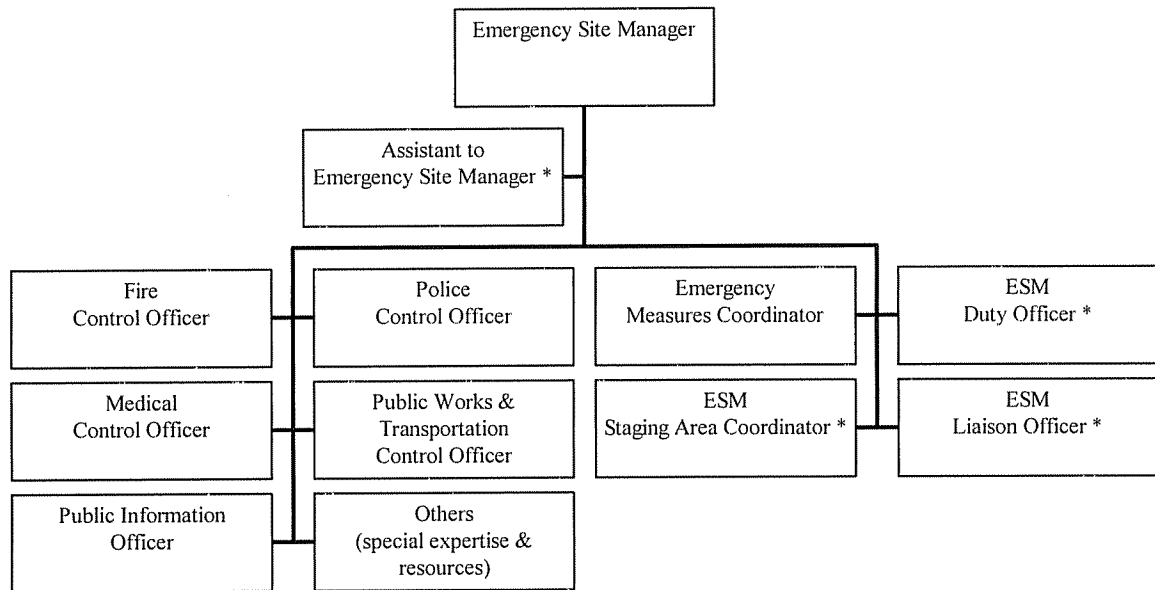 Emergency Site Manager
Assistant to
Emergency Site Manager *
Fire
Control Officer
Police
Control Officer
Emergency
Measures Coordinator
ESM
Duty Officer *
Medical
Control Officer
Public Works &
Transportation
Control Officer
ESM
Staging Area Coordinator *
ESM
Liaison Officer *
Public Information
Officer
Others
(special expertise &
resources)